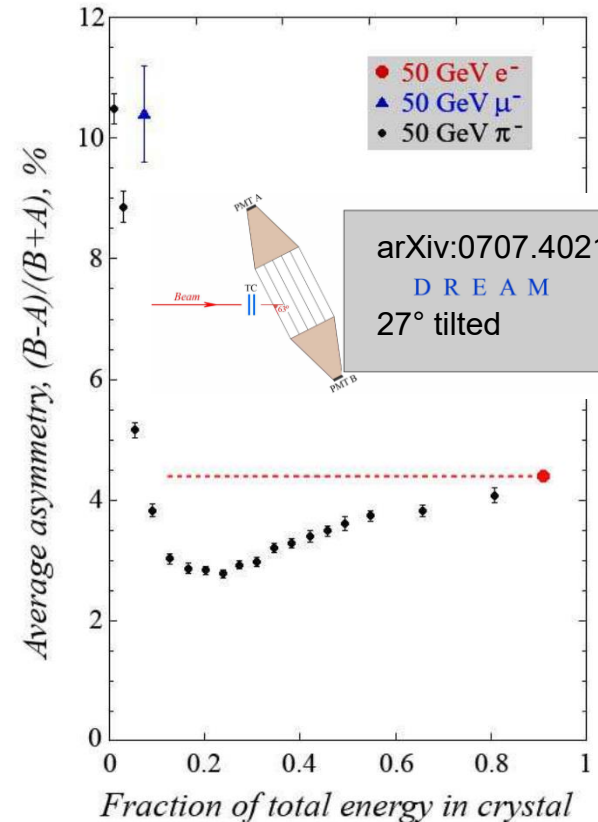 12
10
8
6
4
2
0
0
0.2
0.4
0.6
0.8
1
Average asymmetry, (B-A)/(B+A), %
Fraction of total energy in crystal
50 GeV e⁻
50 GeV μ⁻
50 GeV π⁻
PMT A
TC
Beam
63°
PMT B
arXiv:0707.4021
D R E A M
27° tilted